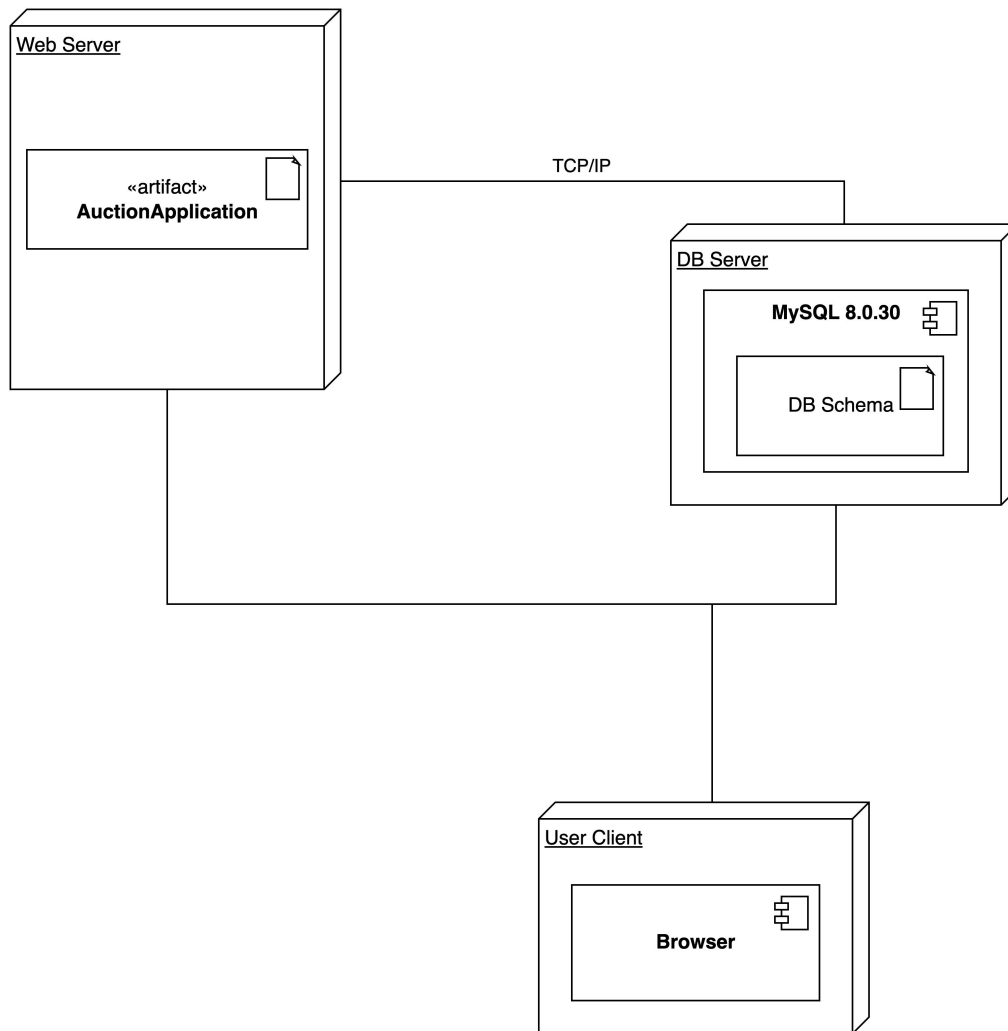 Web Server
«artifact»
AuctionApplication
TCP/IP
DB Server
MySQL 8.0.30
DB Schema
User Client
Browser